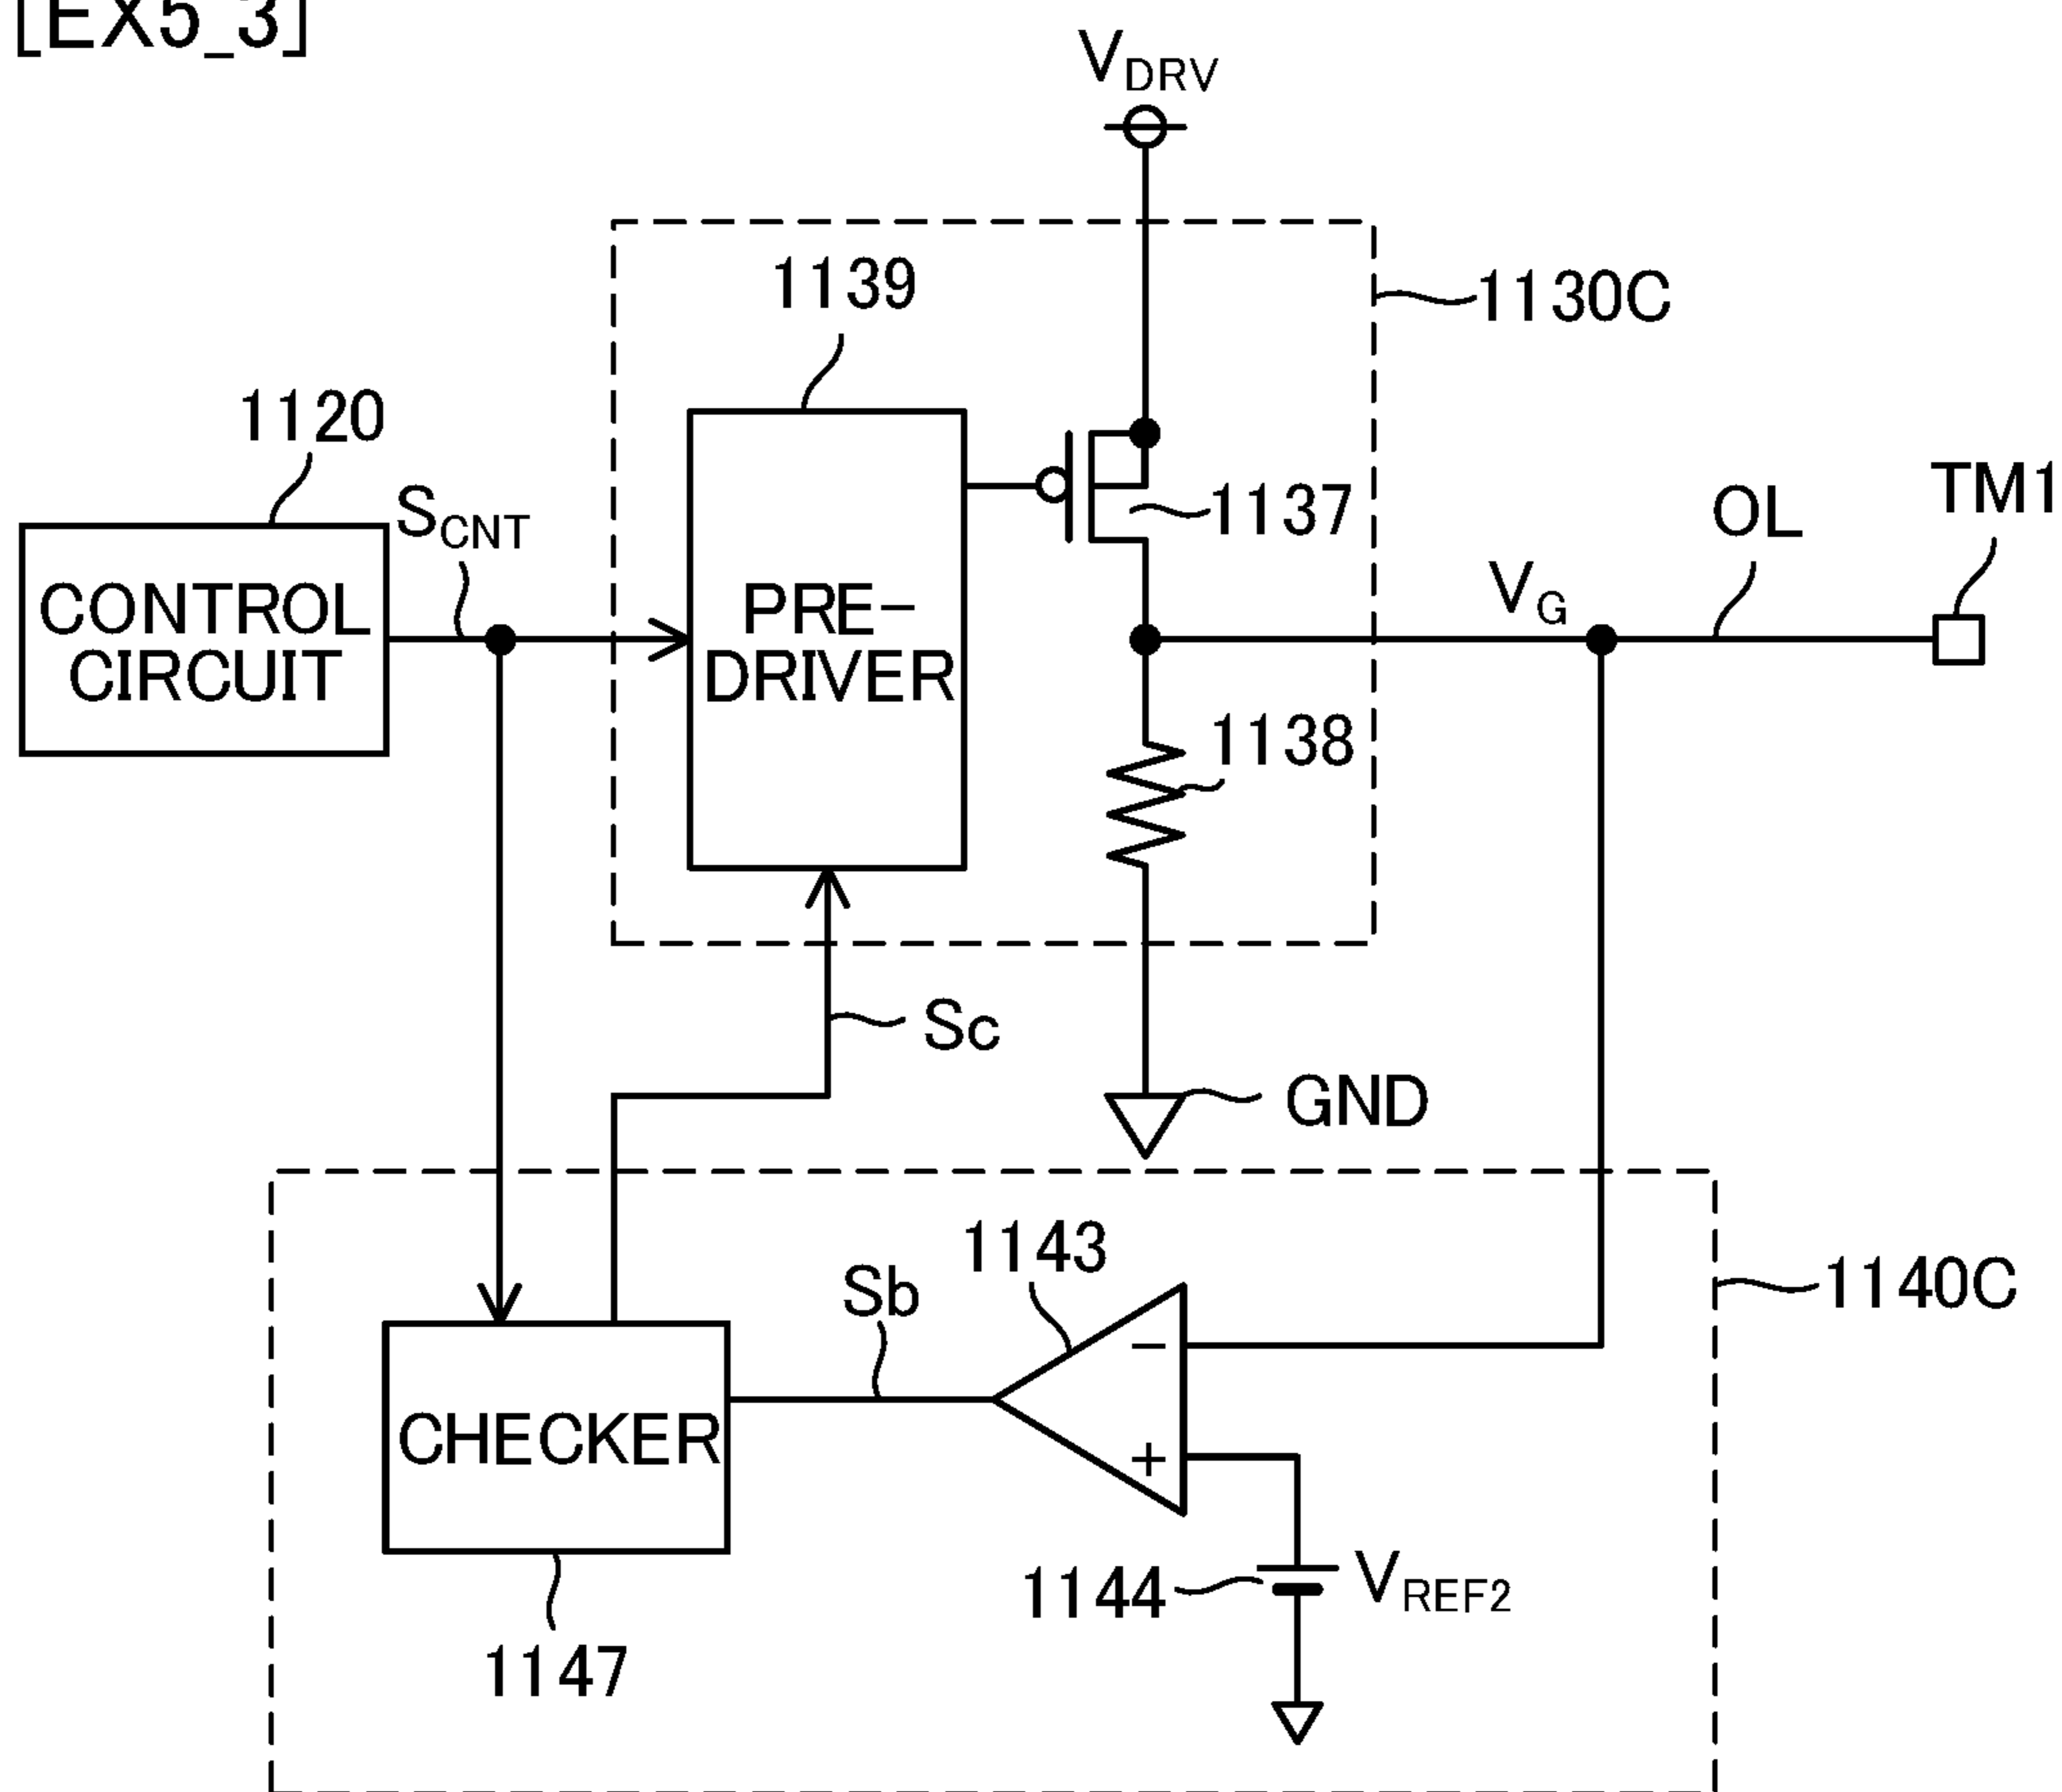 [EX5_3]
VDRV
1139
1130C
1120
SCNT
1137
OL
TM1
CONTROL
CIRCUIT
PRE-
DRIVER
VG
1138
Sc
GND
1143
Sb
1140C
−
CHECKER
+
1144
VREF2
1147